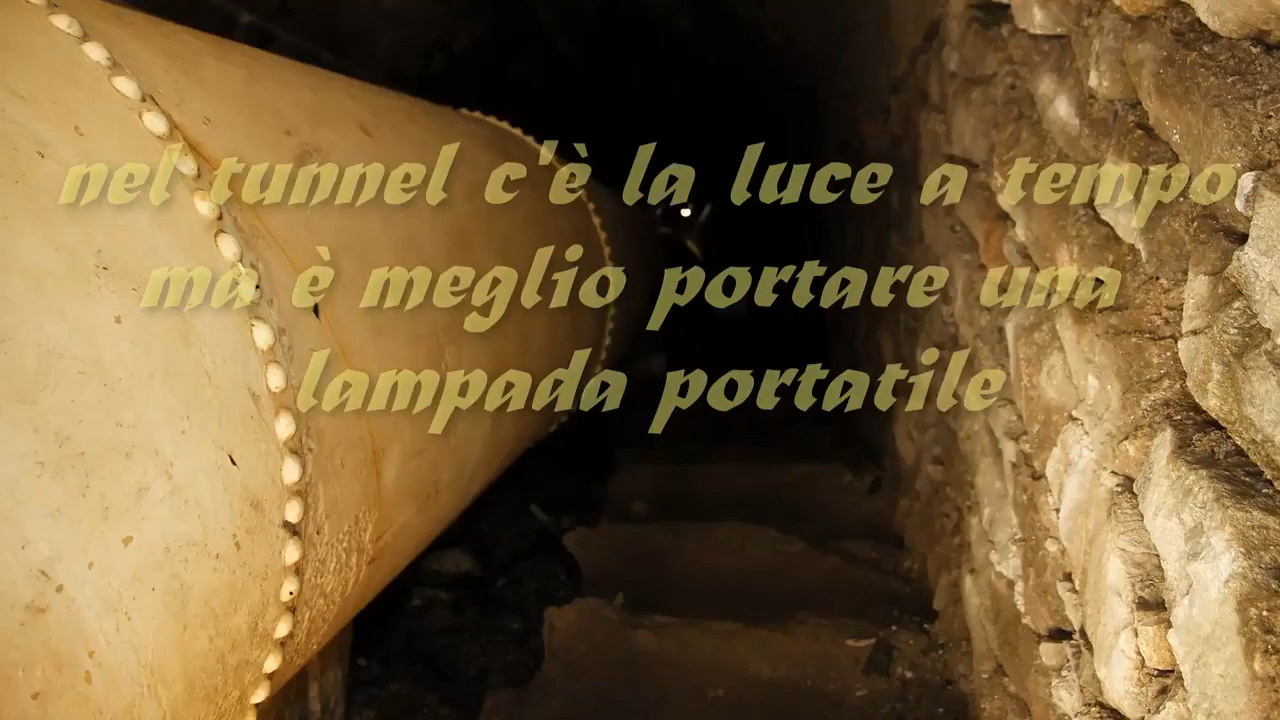 nel tunnel c'è la luce a tempo
ma è meglio portare una
lampada portatile